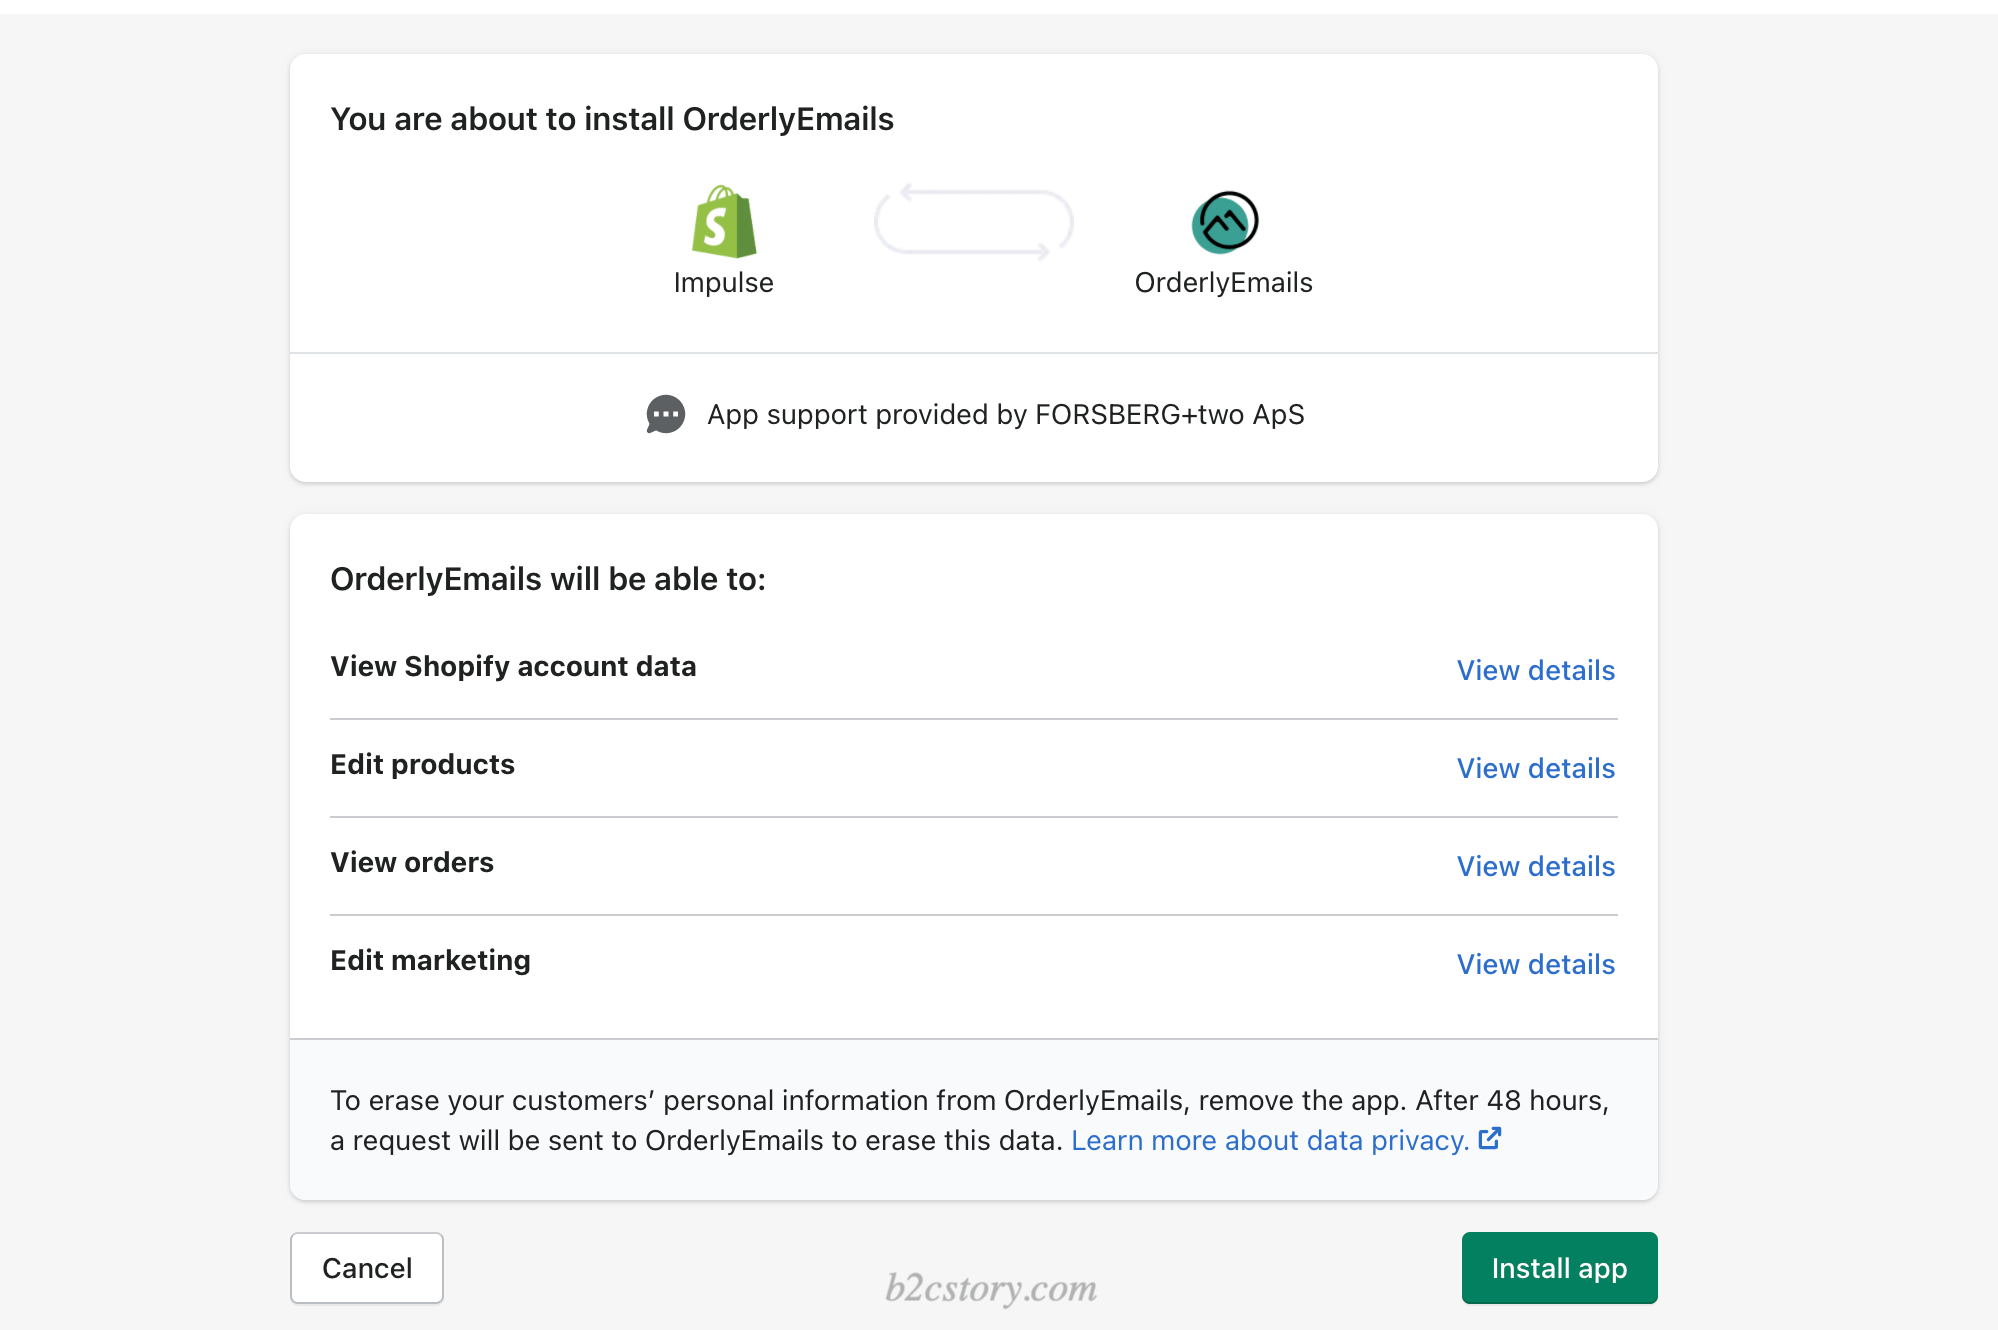 You are about to install OrderlyEmails
S
Impulse
OrderlyEmails
App support provided by FORSBERG+two ApS
OrderlyEmails will be able to:
View Shopify account data
View details
Edit products
View details
View orders
View details
Edit marketing
View details
To erase your customers’ personal information from OrderlyEmails, remove the app. After 48 hours,
a request will be sent to OrderlyEmails to erase this data. Learn more about data privacy.
Cancel
b2cstory.com
Install app